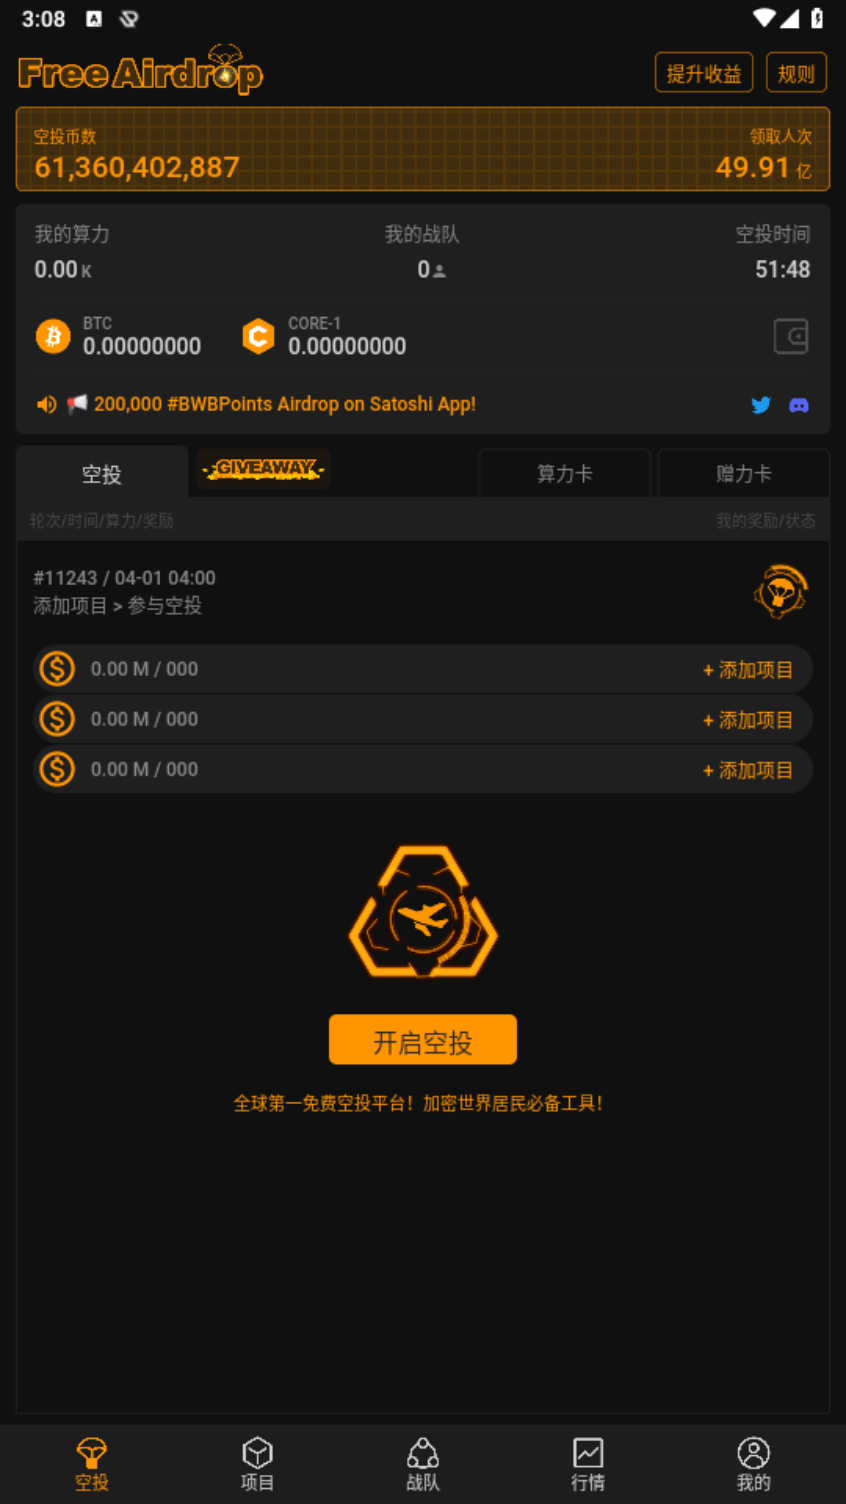 3:08
Free Airdrop
提升收益
规则
空投币数
领取人次
61,360,402,887
49.91 亿
我的算力
我的战队
空投时间
0.00 K
0
51:48
BTC
0.00000000
CORE-1
0.00000000
200,000 #BWBPoints Airdrop on Satoshi App!
空投
GIVEAWAY
算力卡
赠力卡
轮次/时间/算力/奖励
我的奖励/状态
#11243 / 04-01 04:00
添加项目 > 参与空投
0.00 M / 000
+ 添加项目
0.00 M / 000
+ 添加项目
0.00 M / 000
+ 添加项目
开启空投
全球第一免费空投平台！加密世界居民必备工具！
空投
项目
战队
行情
我的